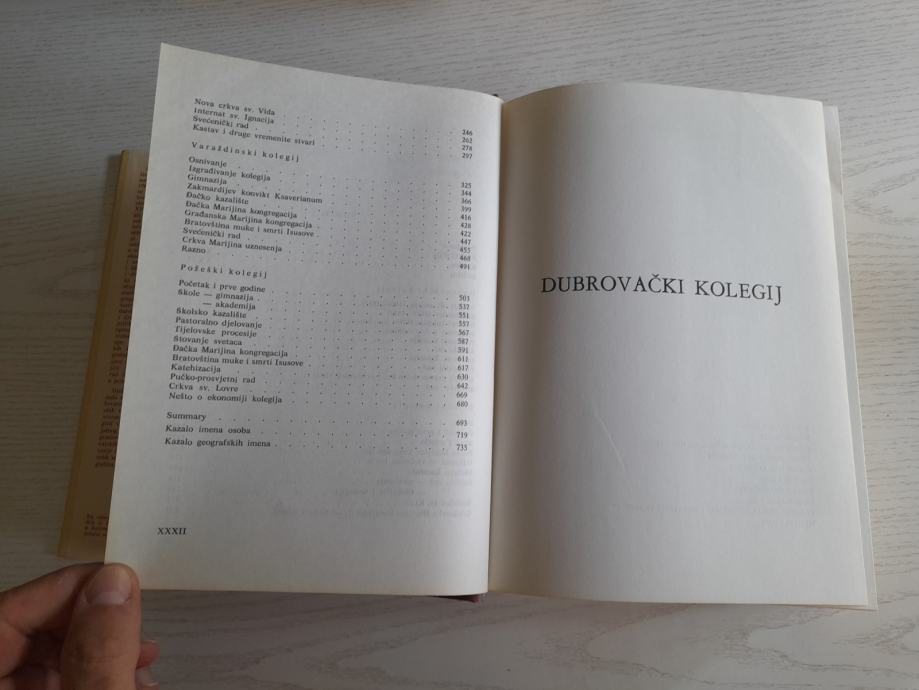 Nova crkva sv. Vida 246
Internat sv. Ignacija 262
Svećenički rad 278
Kastav i druge vremenite stvari 297
Varaždinski kolegij
Osnivanje 325
Izgrađivanje kolegija 344
Gimnazija 366
Zakmardijev konvikt Ksaverianum 399
Đačko kazalište 416
Đačka Marijina kongregacija 428
Građanska Marijina kongregacija 422
Bratovština muke i smrti Isusove 447
Svećenički rad 455
Crkva Marijina uznesenja 468
Razno 491
Požeški kolegij
Početak i prve godine 503
Škole — gimnazija 537
— akademija 551
Školsko kazalište 557
Pastoralno djelovanje 567
Tijelovske procesije 587
Štovanje svetaca 591
Đačka Marijina kongregacija 611
Bratovština muke i smrti Isusove 617
Katehizacija 630
Pučko-prosvjetni rad 642
Crkva sv. Lovre 669
Nešto o ekonomiji kolegija 680
Summary 693
Kazalo imena osoba 719
Kazalo geografskih imena 735
XXXII
DUBROVAČKI KOLEGIJ